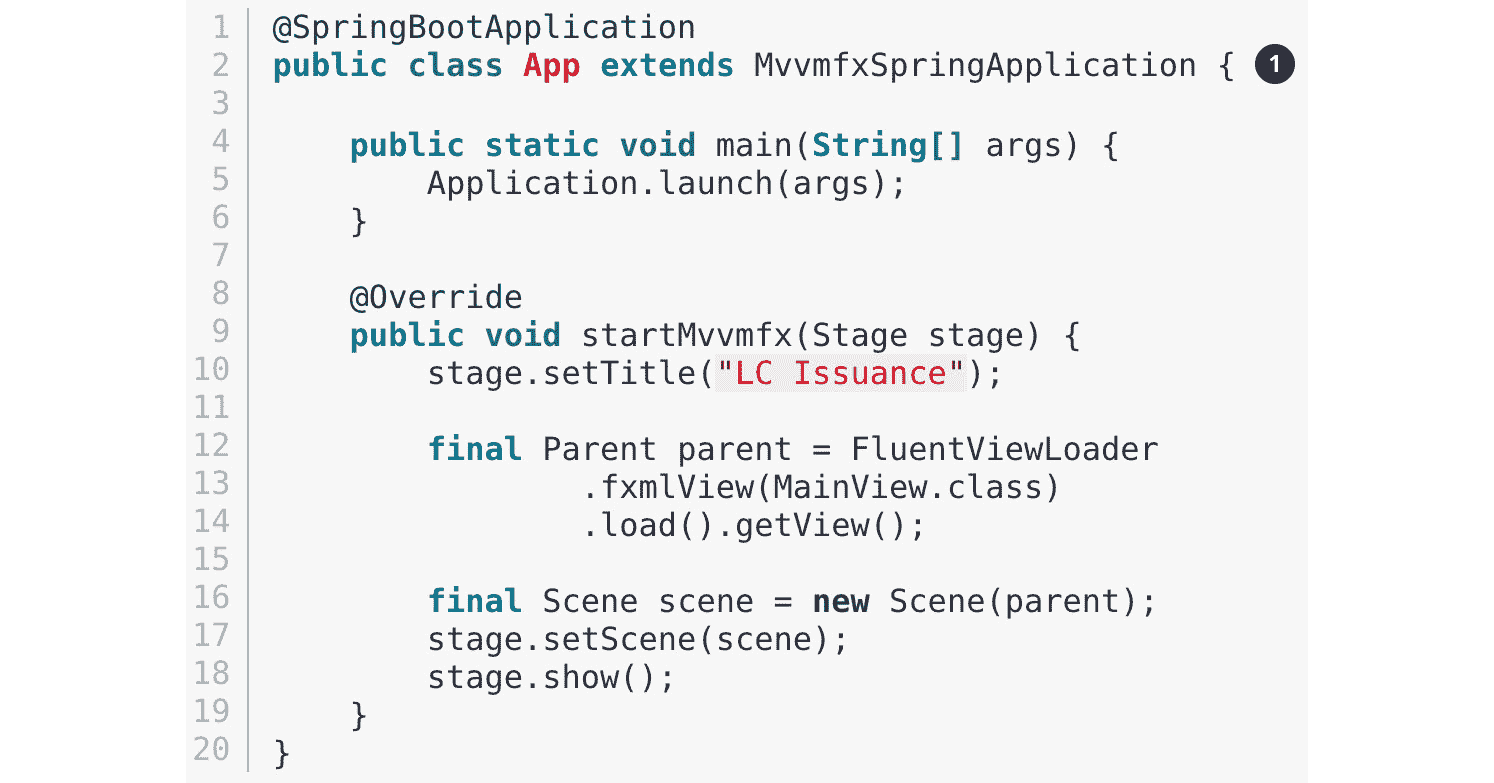 1 @SpringBootApplication
2 public class App extends MvvmfxSpringApplication { 1
3
4     public static void main(String[] args) {
5         Application.launch(args);
6     }
7
8     @Override
9     public void startMvvmfx(Stage stage) {
10         stage.setTitle("LC Issuance");
11
12         final Parent parent = FluentViewLoader
13                 .fxmlView(MainView.class)
14                 .load().getView();
15
16         final Scene scene = new Scene(parent);
17         stage.setScene(scene);
18         stage.show();
19     }
20 }